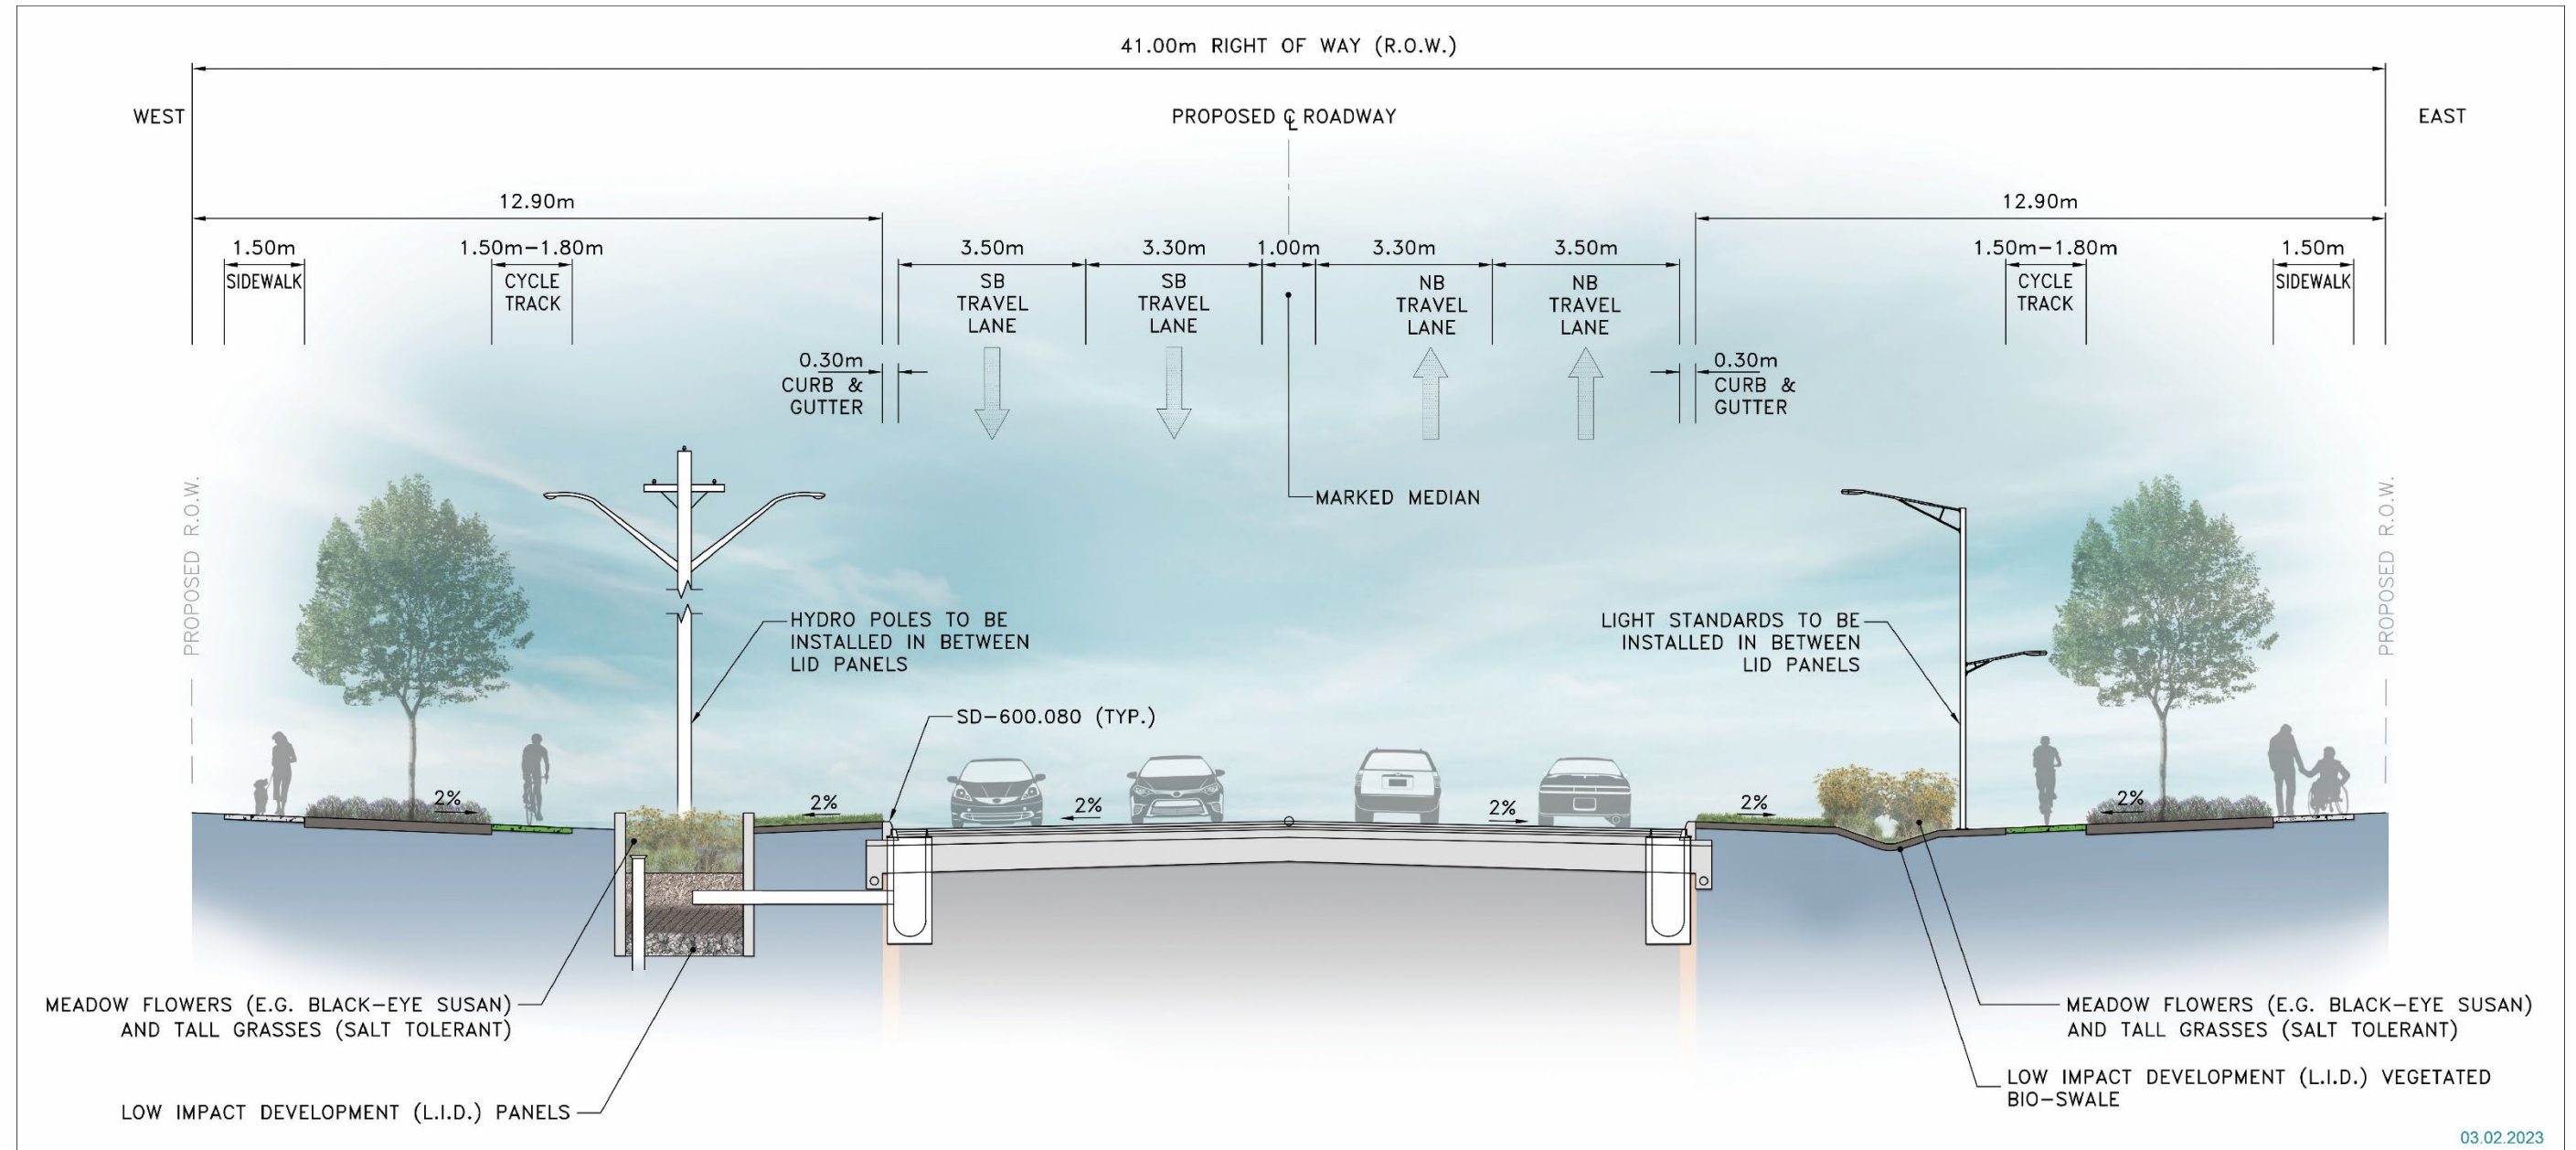 41.00m RIGHT OF WAY (R.O.W.)
WEST
PROPOSED ℄ ROADWAY
EAST
12.90m
12.90m
1.50m
SIDEWALK
1.50m-1.80m
CYCLE
TRACK
3.50m
SB
TRAVEL
LANE
3.30m
SB
TRAVEL
LANE
1.00m
3.30m
NB
TRAVEL
LANE
3.50m
NB
TRAVEL
LANE
1.50m-1.80m
CYCLE
TRACK
1.50m
SIDEWALK
0.30m
CURB &
GUTTER
0.30m
CURB &
GUTTER
MARKED MEDIAN
PROPOSED R.O.W.
PROPOSED R.O.W.
HYDRO POLES TO BE
INSTALLED IN BETWEEN
LID PANELS
LIGHT STANDARDS TO BE
INSTALLED IN BETWEEN
LID PANELS
SD-600.080 (TYP.)
2%
2%
2%
2%
2%
2%
MEADOW FLOWERS (E.G. BLACK-EYE SUSAN)
AND TALL GRASSES (SALT TOLERANT)
LOW IMPACT DEVELOPMENT (L.I.D.) PANELS
MEADOW FLOWERS (E.G. BLACK-EYE SUSAN)
AND TALL GRASSES (SALT TOLERANT)
LOW IMPACT DEVELOPMENT (L.I.D.) VEGETATED
BIO-SWALE
03.02.2023